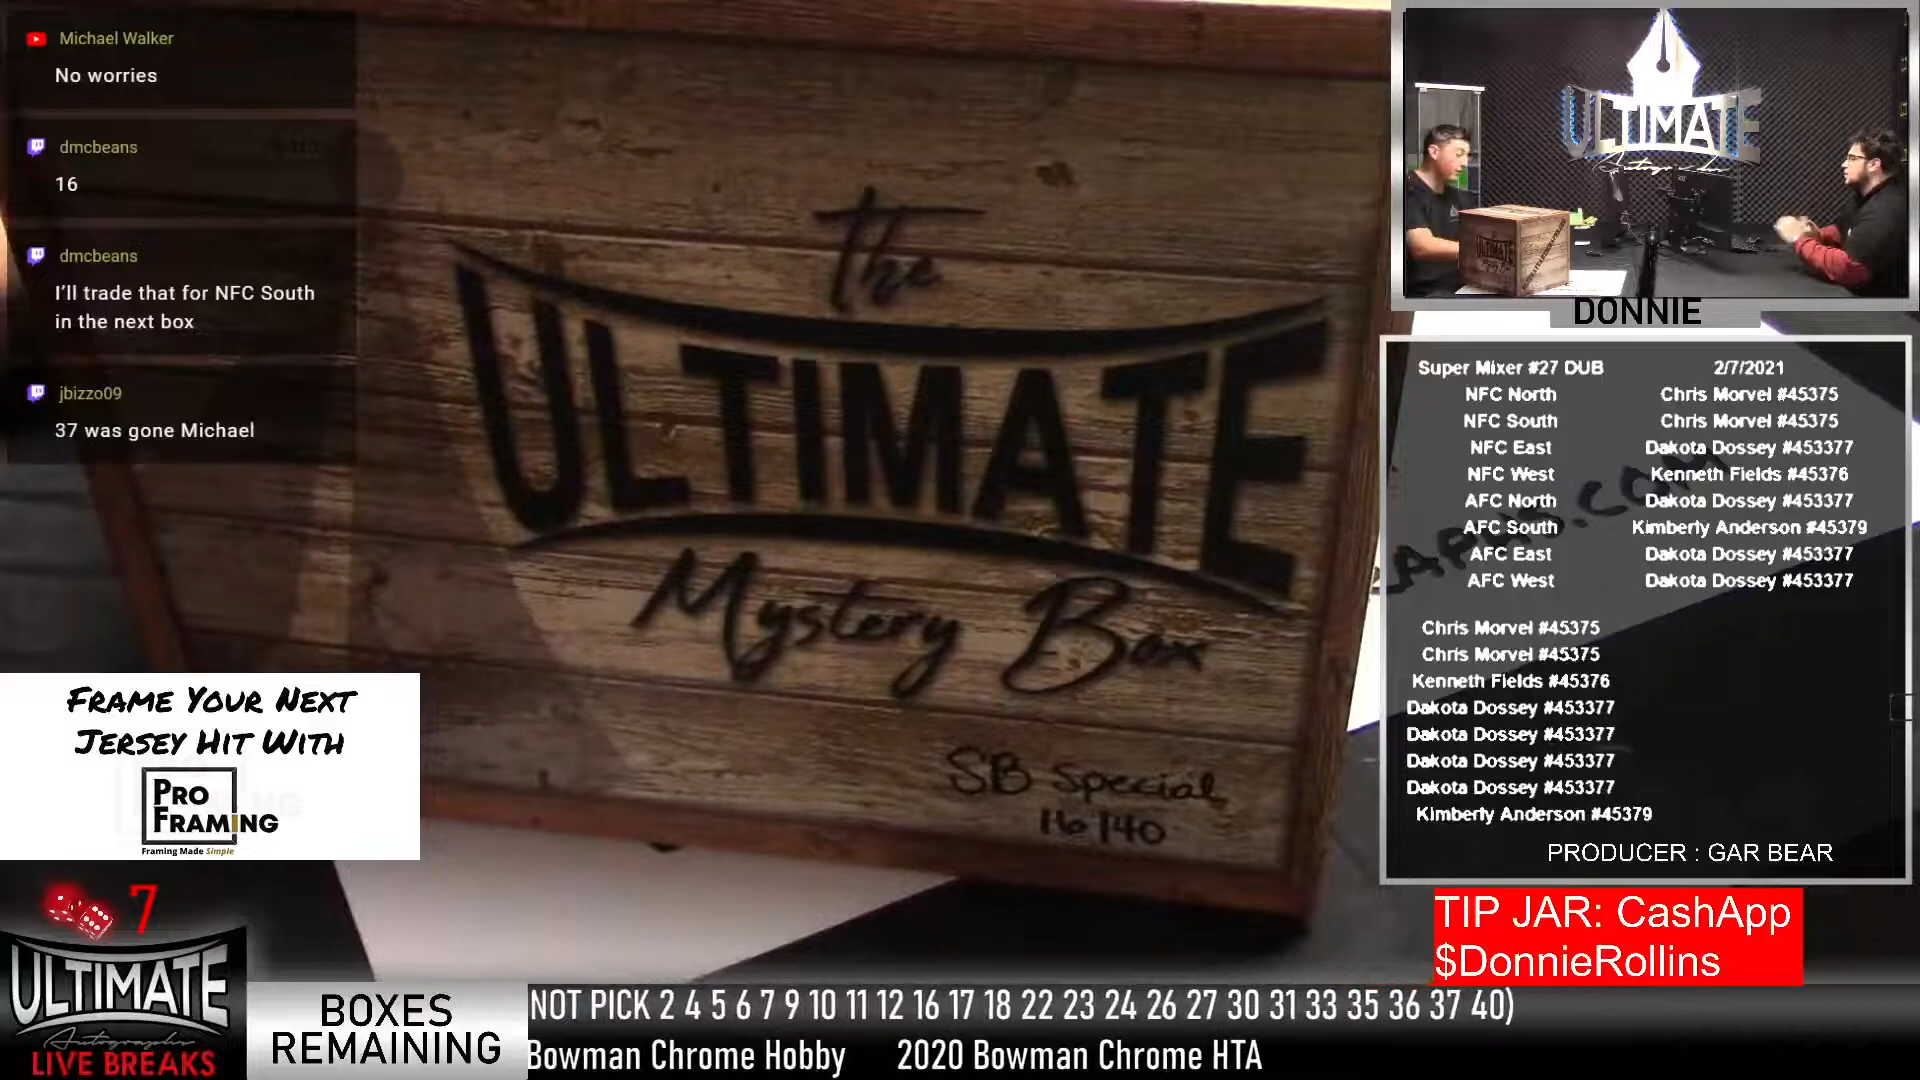 Michael Walker
No worries
dmcbeans
16
dmcbeans
I'll trade that for NFC South
in the next box
jbizzo09
37 was gone Michael
the
ULTIMATE
Mystery Box
SB Special
16/40
FRAME YOUR NEXT
JERSEY HIT WITH
PRO
FRAMING
Framing Made Simple
7
ULTIMATE
Autographs
LIVE BREAKS
BOXES
REMAINING
NOT PICK 2 4 5 6 7 9 10 11 12 16 17 18 22 23 24 26 27 30 31 33 35 36 37 40)
Bowman Chrome Hobby 2020 Bowman Chrome HTA
ULTIMATE
Autographs
ULTIMATE
DONNIE
Super Mixer #27 DUB 2/7/2021
NFC North Chris Morvel #45375
NFC South Chris Morvel #45375
NFC East Dakota Dossey #453377
NFC West Kenneth Fields #45376
AFC North Dakota Dossey #453377
AFC South Kimberly Anderson #45379
AFC East Dakota Dossey #453377
AFC West Dakota Dossey #453377
Chris Morvel #45375
Chris Morvel #45375
Kenneth Fields #45376
Dakota Dossey #453377
Dakota Dossey #453377
Dakota Dossey #453377
Dakota Dossey #453377
Kimberly Anderson #45379
PRODUCER : GAR BEAR
TIP JAR: CashApp
$DonnieRollins